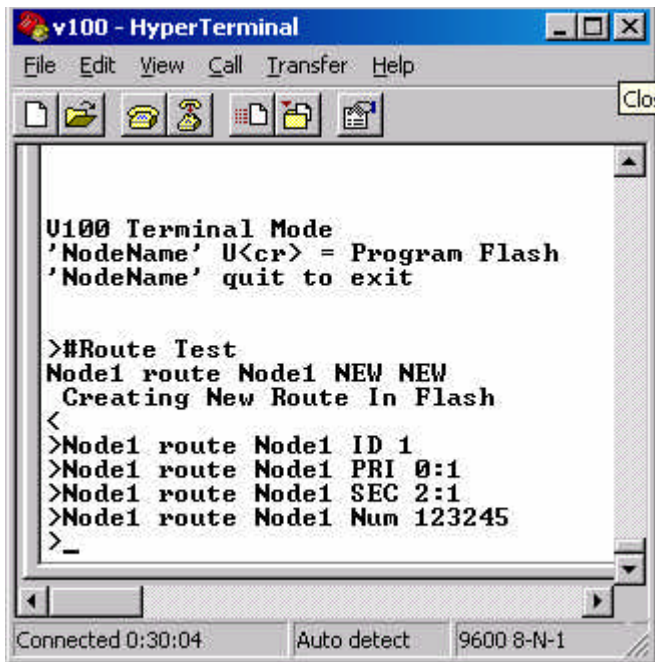 v100 - HyperTerminal
File Edit View Call Transfer Help
Clo
V100 Terminal Mode
'NodeName' U<cr> = Program Flash
'NodeName' quit to exit
>#Route Test
Node1 route Node1 NEW NEW
Creating New Route In Flash
<
>Node1 route Node1 ID 1
>Node1 route Node1 PRI 0:1
>Node1 route Node1 SEC 2:1
>Node1 route Node1 Num 123245
>_
Connected 0:30:04 Auto detect 9600 8-N-1